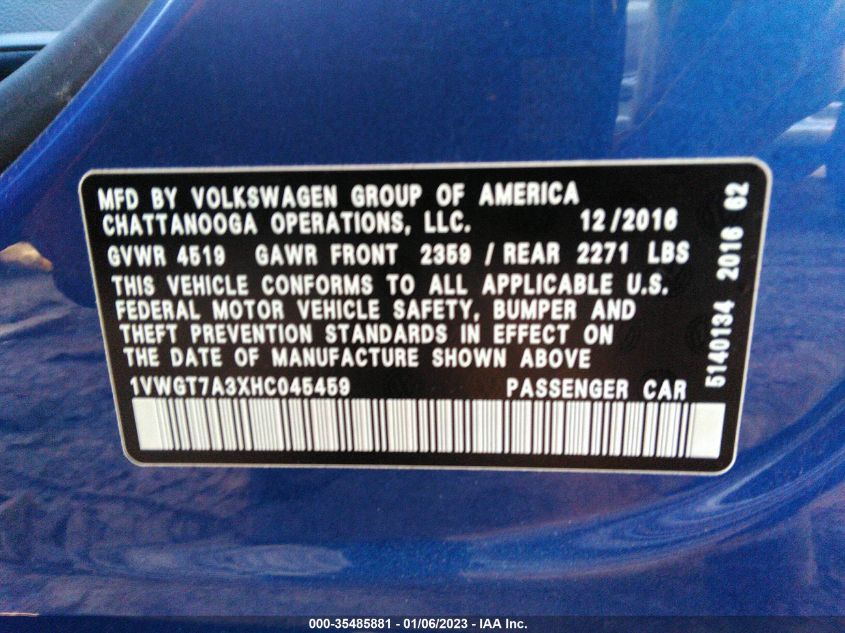 MFD BY VOLKSWAGEN GROUP OF AMERICA
CHATTANOOGA OPERATIONS, LLC. 12/2016
GVWR 4519 GAWR FRONT 2359 / REAR 2271 LBS
THIS VEHICLE CONFORMS TO ALL APPLICABLE U.S.
FEDERAL MOTOR VEHICLE SAFETY, BUMPER AND
THEFT PREVENTION STANDARDS IN EFFECT ON
THE DATE OF MANUFACTURE SHOWN ABOVE
1VWGT7A3XHC045459 PASSENGER CAR
5140134 2016 62
000-35485881 - 01/06/2023 - IAA Inc.